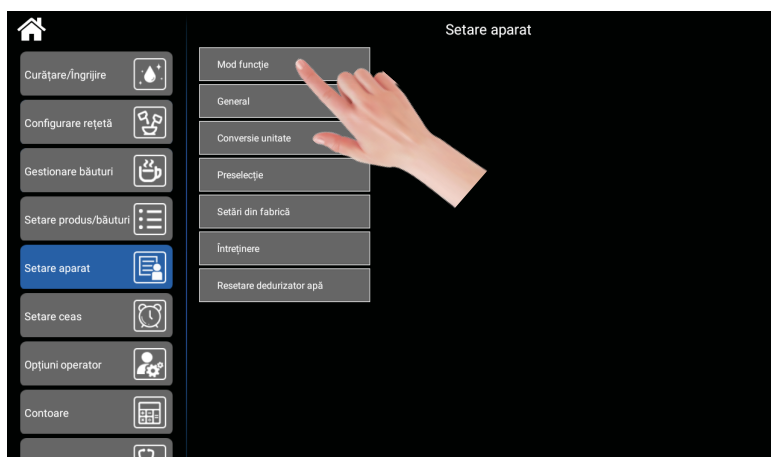 Setare aparat
Curățare/Îngrijire
Configurare rețetă
Gestionare băuturi
Setare produs/băuturi
Setare aparat
Setare ceas
Opțiuni operator
Contoare
Mod funcție
General
Conversie unitate
Preselecție
Setări din fabrică
Întreținere
Resetare dedurizator apă